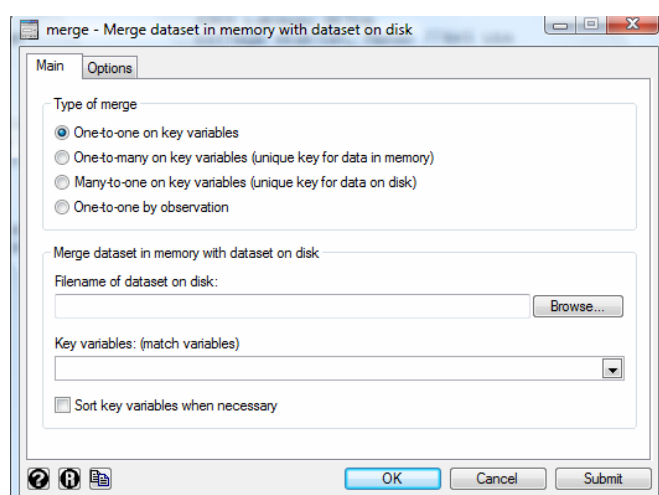 merge - Merge dataset in memory with dataset on disk
Main Options
Type of merge
One-to-one on key variables
One-to-many on key variables (unique key for data in memory)
Many-to-one on key variables (unique key for data on disk)
One-to-one by observation
Merge dataset in memory with dataset on disk
Filename of dataset on disk:
Browse...
Key variables: (match variables)
Sort key variables when necessary
OK Cancel Submit